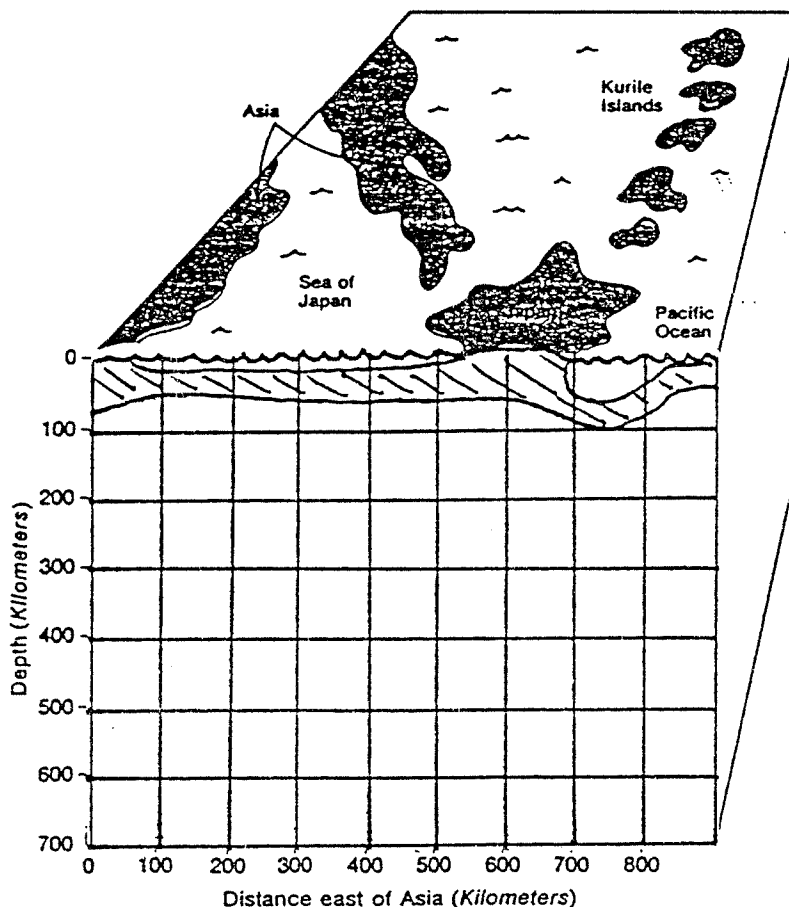 Kurile
Islands
Asia
Sea of
Japan
Japan
Pacific
Ocean
0
100
200
300
400
500
600
700
Depth (Kilometers)
0 100 200 300 400 500 600 700 800
Distance east of Asia (Kilometers)